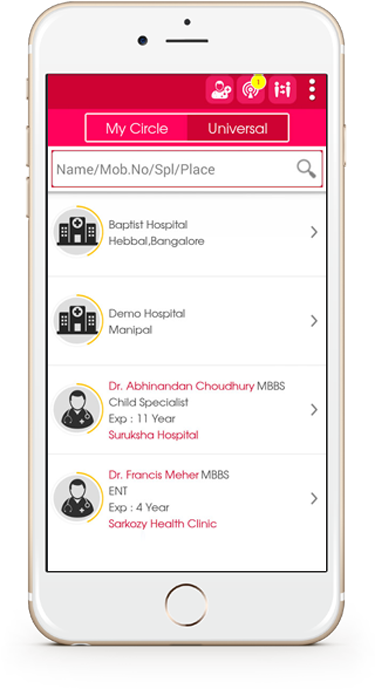 1
My Circle
Universal
Name/Mob.No/Spl/Place
Baptist Hospital
Hebbal,Bangalore
Demo Hospital
Manipal
Dr. Abhinandan Choudhury MBBS
Child Specialist
Exp : 11 Year
Suruksha Hospital
Dr. Francis Meher MBBS
ENT
Exp : 4 Year
Sarkozy Health Clinic